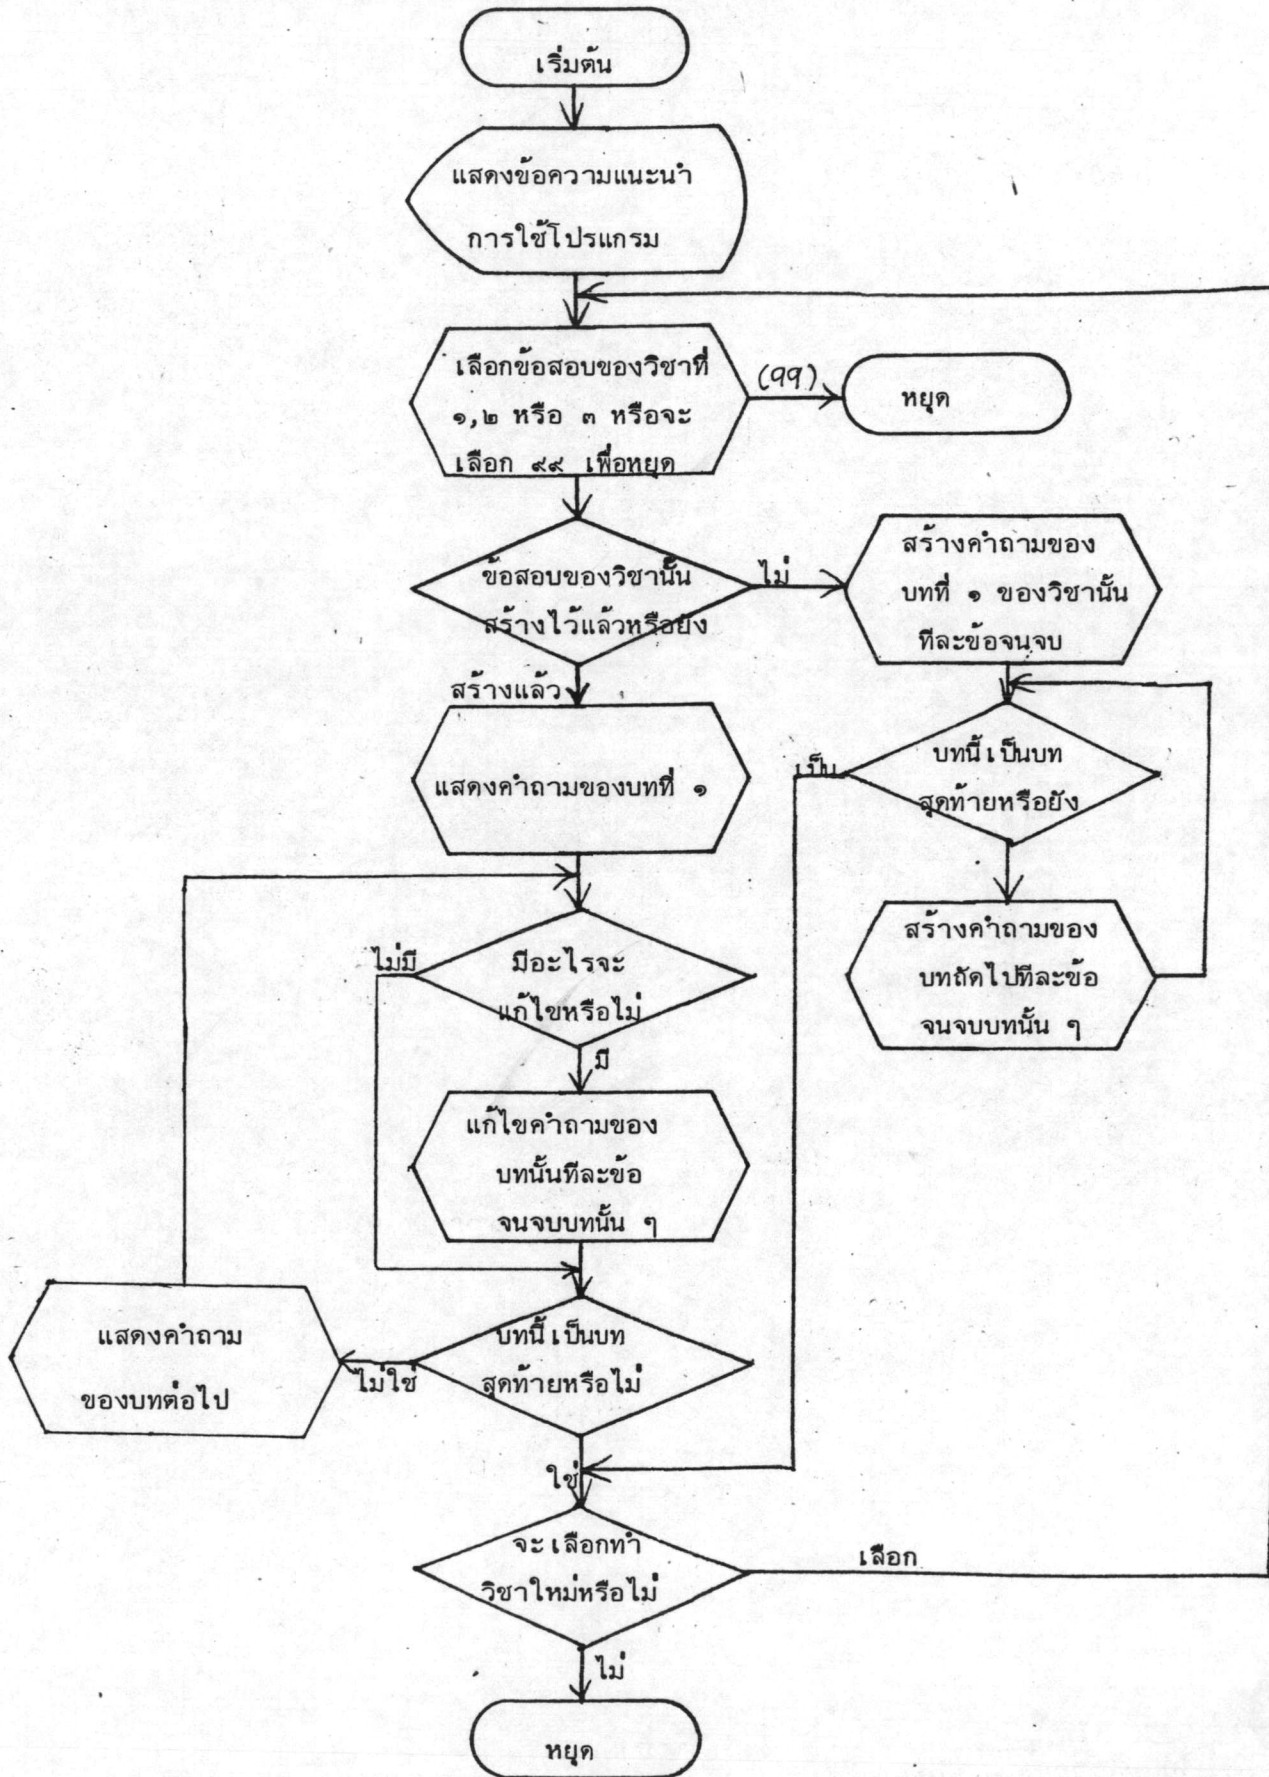 เริ่มต้น
แสดงข้อความแนะนำ
การใช้โปรแกรม
เลือกข้อสอบของวิชาที่
๑,๒ หรือ ๓ หรือจะ
เลือก ๙๙ เพื่อหยุด
(99)
หยุด
ข้อสอบของวิชานั้น
สร้างไว้แล้วหรือยัง
ไม่
สร้างคำถามของ
บทที่ ๑ ของวิชานั้น
ทีละข้อจนจบ
สร้างแล้ว
แสดงคำถามของบทที่ ๑
เป็น
บทนี้เป็นบท
สุดท้ายหรือยัง
สร้างคำถามของ
บทถัดไปทีละข้อ
จนจบบทนั้น ๆ
ไม่มี
มีอะไรจะ
แก้ไขหรือไม่
มี
แก้ไขคำถามของ
บทนั้นทีละข้อ
จนจบบทนั้น ๆ
แสดงคำถาม
ของบทต่อไป
ไม่ใช่
บทนี้เป็นบท
สุดท้ายหรือไม่
ใช่
จะเลือกทำ
วิชาใหม่หรือไม่
เลือก
ไม่
หยุด